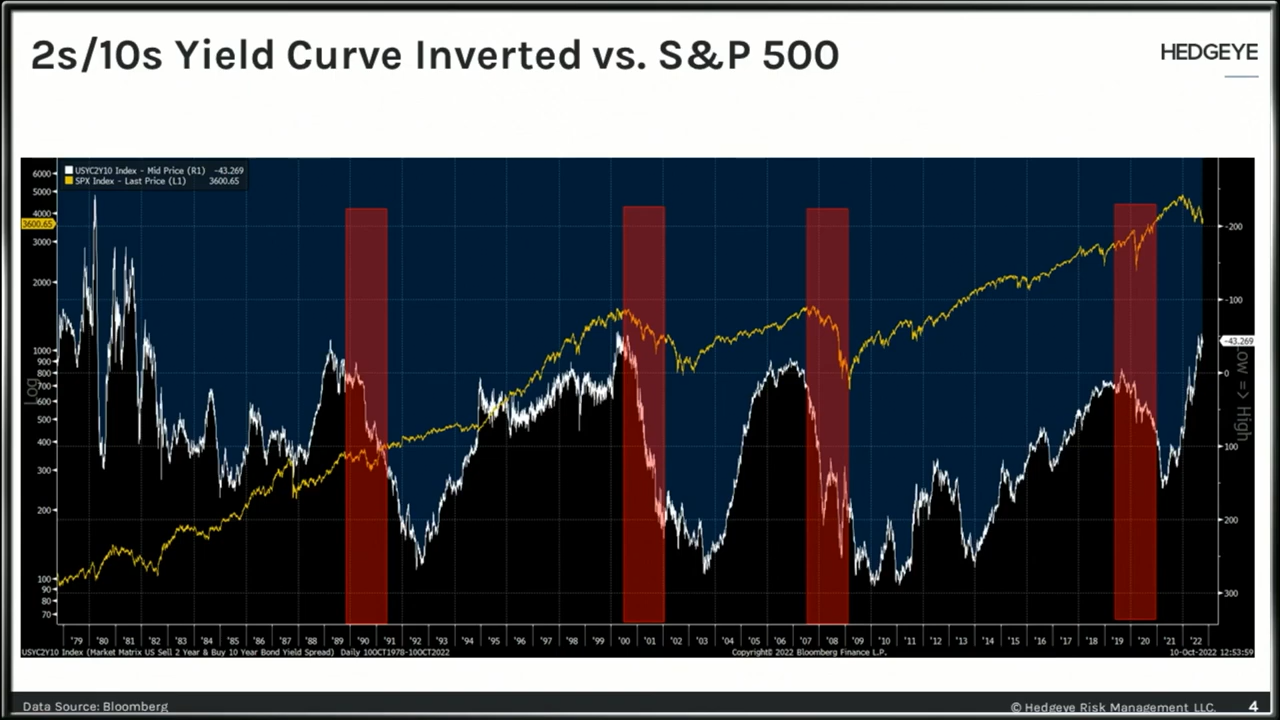 2s/10s Yield Curve Inverted vs. S&P 500
HEDGEYE
USYC2Y10 Index - Mid Price (R1) -43.269
SPX Index - Last Price (L1) 3600.65
6000
5000
4000
3600.65
3000
2000
1000
900
800
700
600
500
400
300
200
100
90
80
70
Log
-200
-100
-43.269
0
100
200
300
Low => High
'79 '80 '81 '82 '83 '84 '85 '86 '87 '88 '89 '90 '91 '92 '93 '94 '95 '96 '97 '98 '99 '00 '01 '02 '03 '04 '05 '06 '07 '08 '09 '10 '11 '12 '13 '14 '15 '16 '17 '18 '19 '20 '21 '22
USYC2Y10 Index (Market Matrix US Sell 2 Year & Buy 10 Year Bond Yield Spread) Daily 10OCT1978-10OCT2022
Copyright© 2022 Bloomberg Finance L.P.
10-Oct-2022 12:53:59
Data Source: Bloomberg
© Hedgeye Risk Management LLC.
4